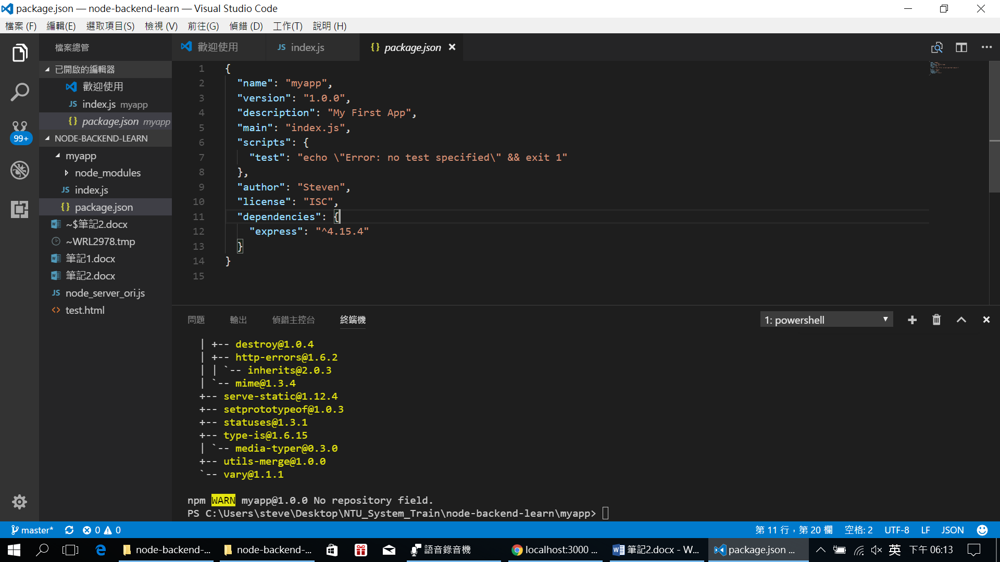 package.json — node-backend-learn — Visual Studio Code
檔案 (F) 編輯(E) 選取項目(S) 檢視 (V) 前往(G) 偵錯 (D) 工作(T) 說明 (H)
檔案總管
已開啟的編輯器
歡迎使用
JS index.js myapp
{} package.json myapp
99+
NODE-BACKEND-LEARN
myapp
node_modules
JS index.js
{} package.json
~$筆記2.docx
~WRL2978.tmp
筆記1.docx
筆記2.docx
JS node_server_ori.js
<> test.html
歡迎使用 JS index.js {} package.json
1 {
2 "name": "myapp",
3 "version": "1.0.0",
4 "description": "My First App",
5 "main": "index.js",
6 "scripts": {
7 "test": "echo \"Error: no test specified\" && exit 1"
8 },
9 "author": "Steven",
10 "license": "ISC",
11 "dependencies": {
12 "express": "^4.15.4"
13 }
14 }
15
問題 輸出 偵錯主控台 終端機 1: powershell
| +-- destroy@1.0.4
| +-- http-errors@1.6.2
| | `-- inherits@2.0.3
| `-- mime@1.3.4
+-- serve-static@1.12.4
+-- setprototypeof@1.0.3
+-- statuses@1.3.1
+-- type-is@1.6.15
| `-- media-typer@0.3.0
+-- utils-merge@1.0.0
`-- vary@1.1.1
npm WARN myapp@1.0.0 No repository field.
PS C:\Users\steve\Desktop\NTU_System_Train\node-backend-learn\myapp>
master* 0 0 第 11 行，第 20 欄 空格: 2 UTF-8 LF JSON
node-backend-... node-backend-... 語音錄音機 localhost:3000 ... 筆記2.docx - W... package.json ... 英 下午 06:13